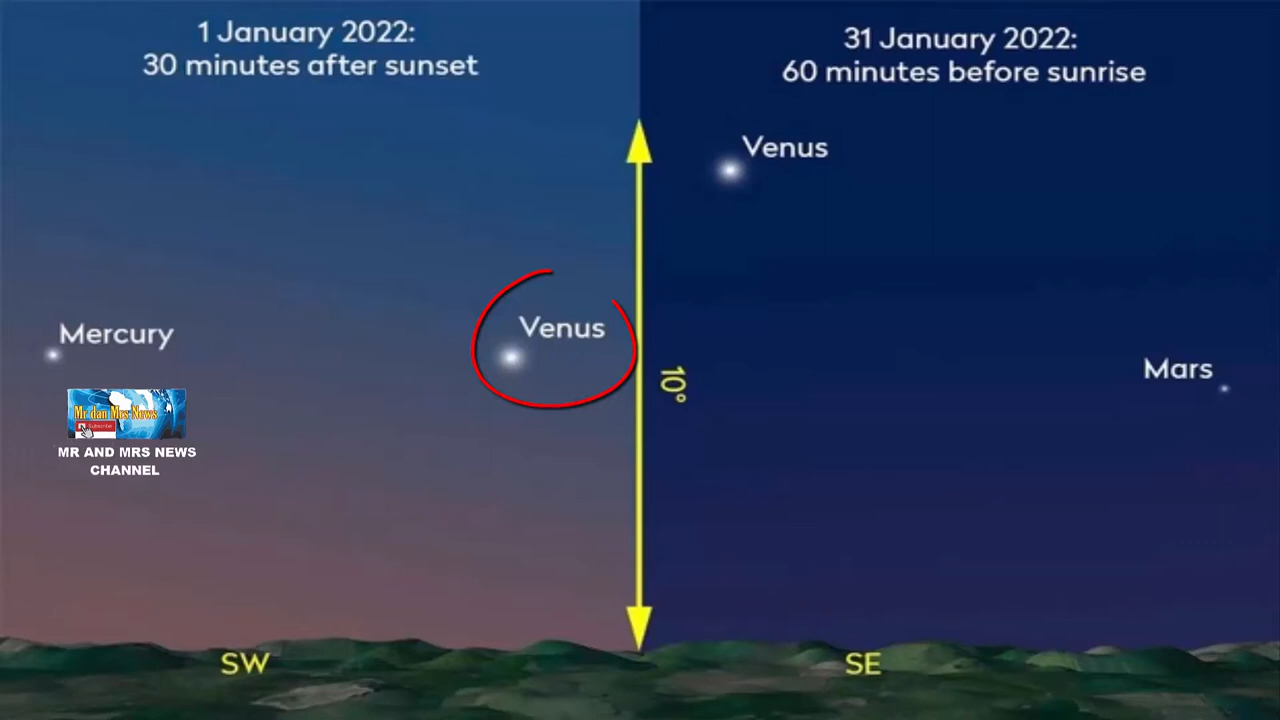 1 January 2022:
30 minutes after sunset
31 January 2022:
60 minutes before sunrise
Venus
Mercury
Venus
10°
Mars
Mr dan Mrs News
Subscribe
MR AND MRS NEWS
CHANNEL
SW
SE